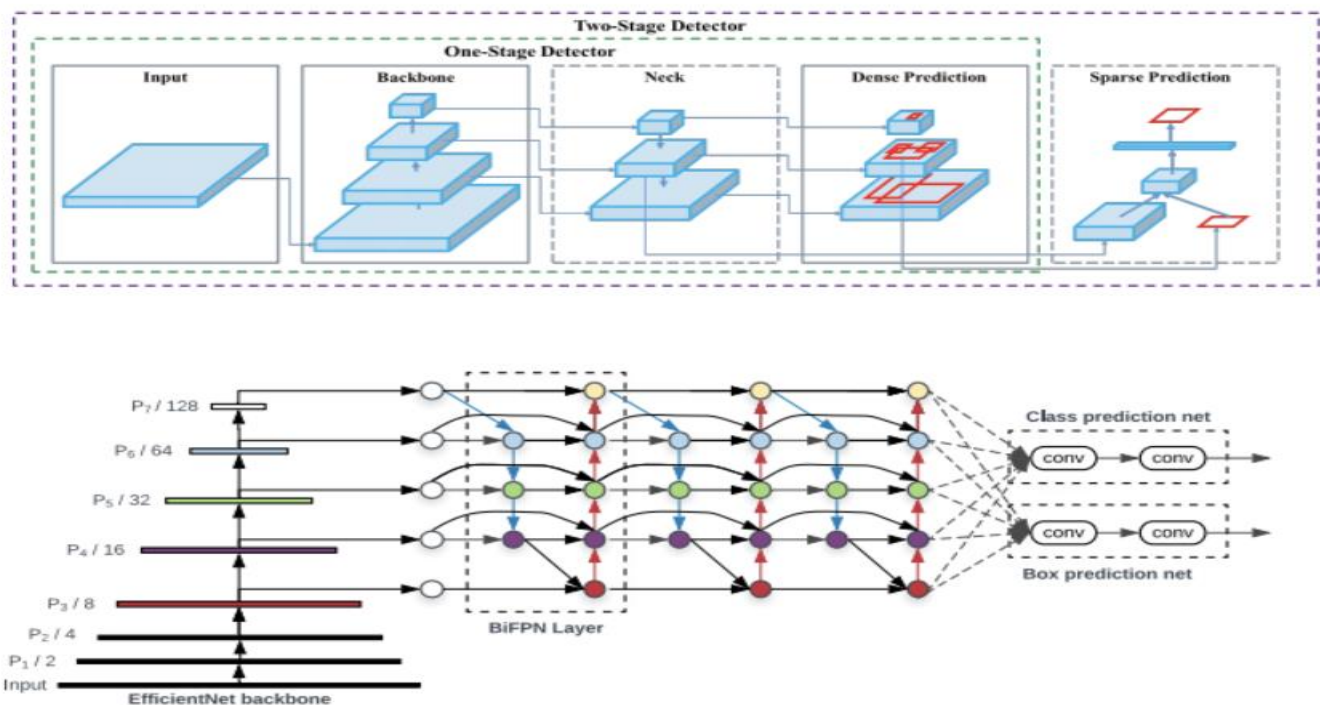 Two-Stage Detector
One-Stage Detector
Input
Backbone
Neck
Dense Prediction
Sparse Prediction
P7 / 128
P6 / 64
P5 / 32
P4 / 16
P3 / 8
P2 / 4
P1 / 2
Input
EfficientNet backbone
BiFPN Layer
Class prediction net
conv conv
conv conv
Box prediction net